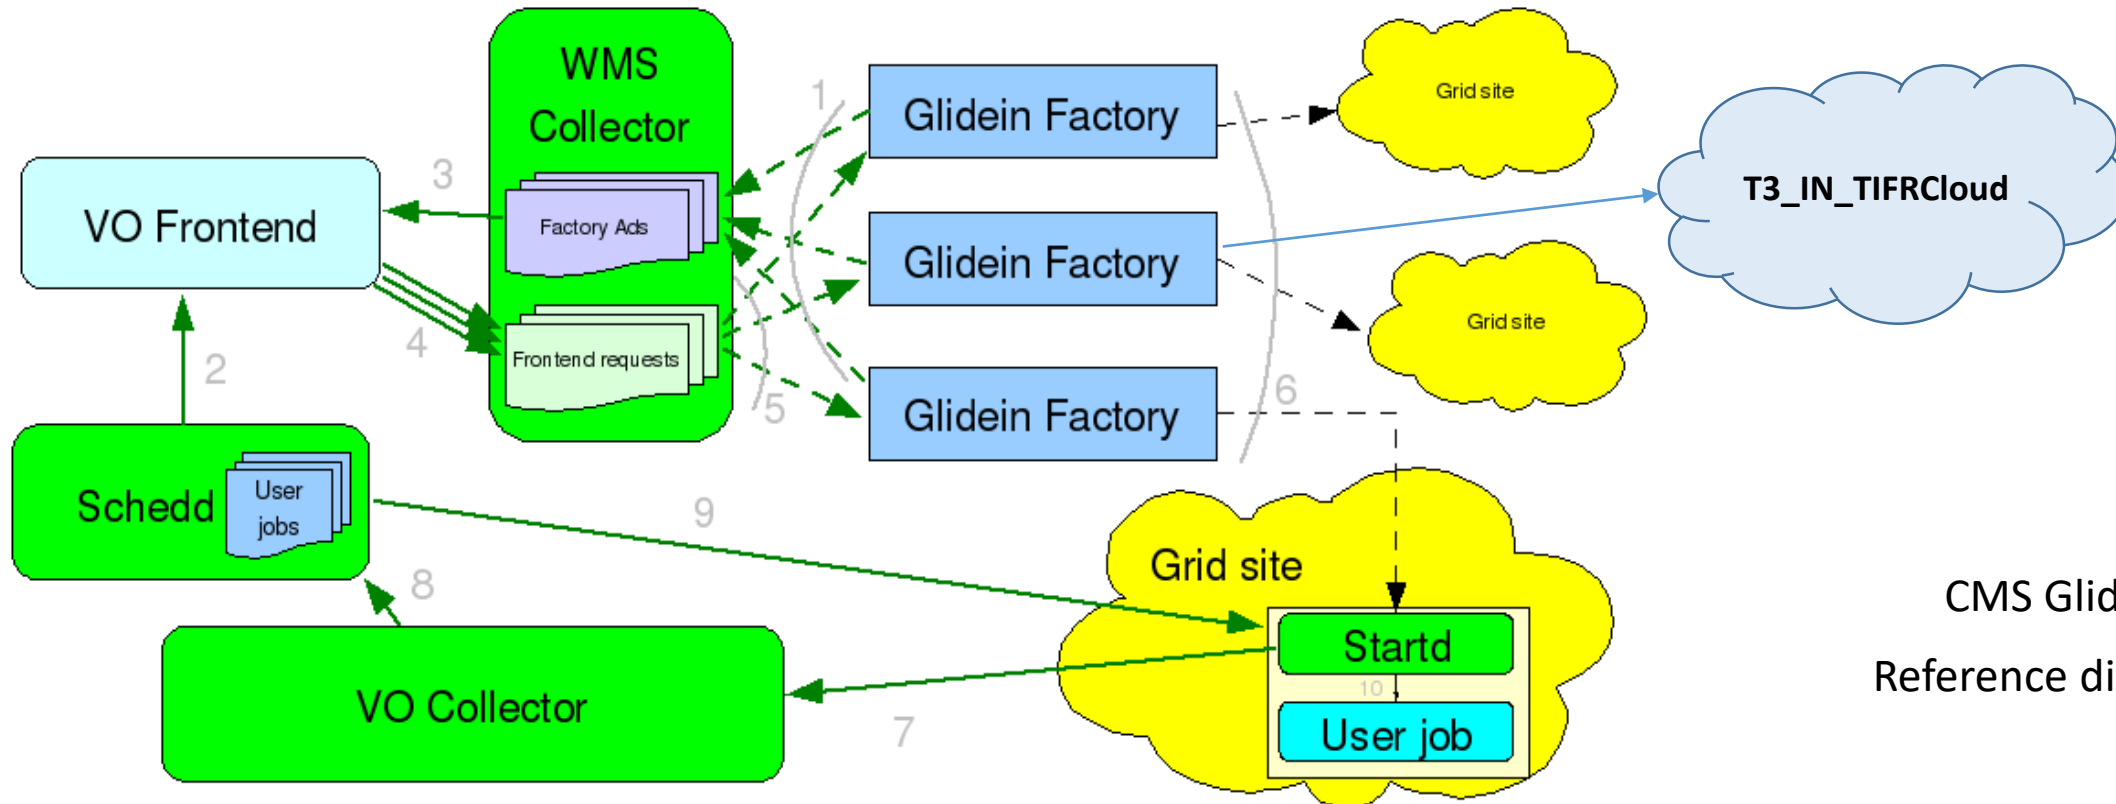 WMS
Collector
Factory Ads
Frontend requests
VO Frontend
1
2
3
4
5
6
Glidein Factory
Glidein Factory
Glidein Factory
Grid site
T3_IN_TIFRCloud
Grid site
Schedd
User
jobs
9
8
VO Collector
7
Grid site
Startd
10
User job
CMS Glid
Reference di